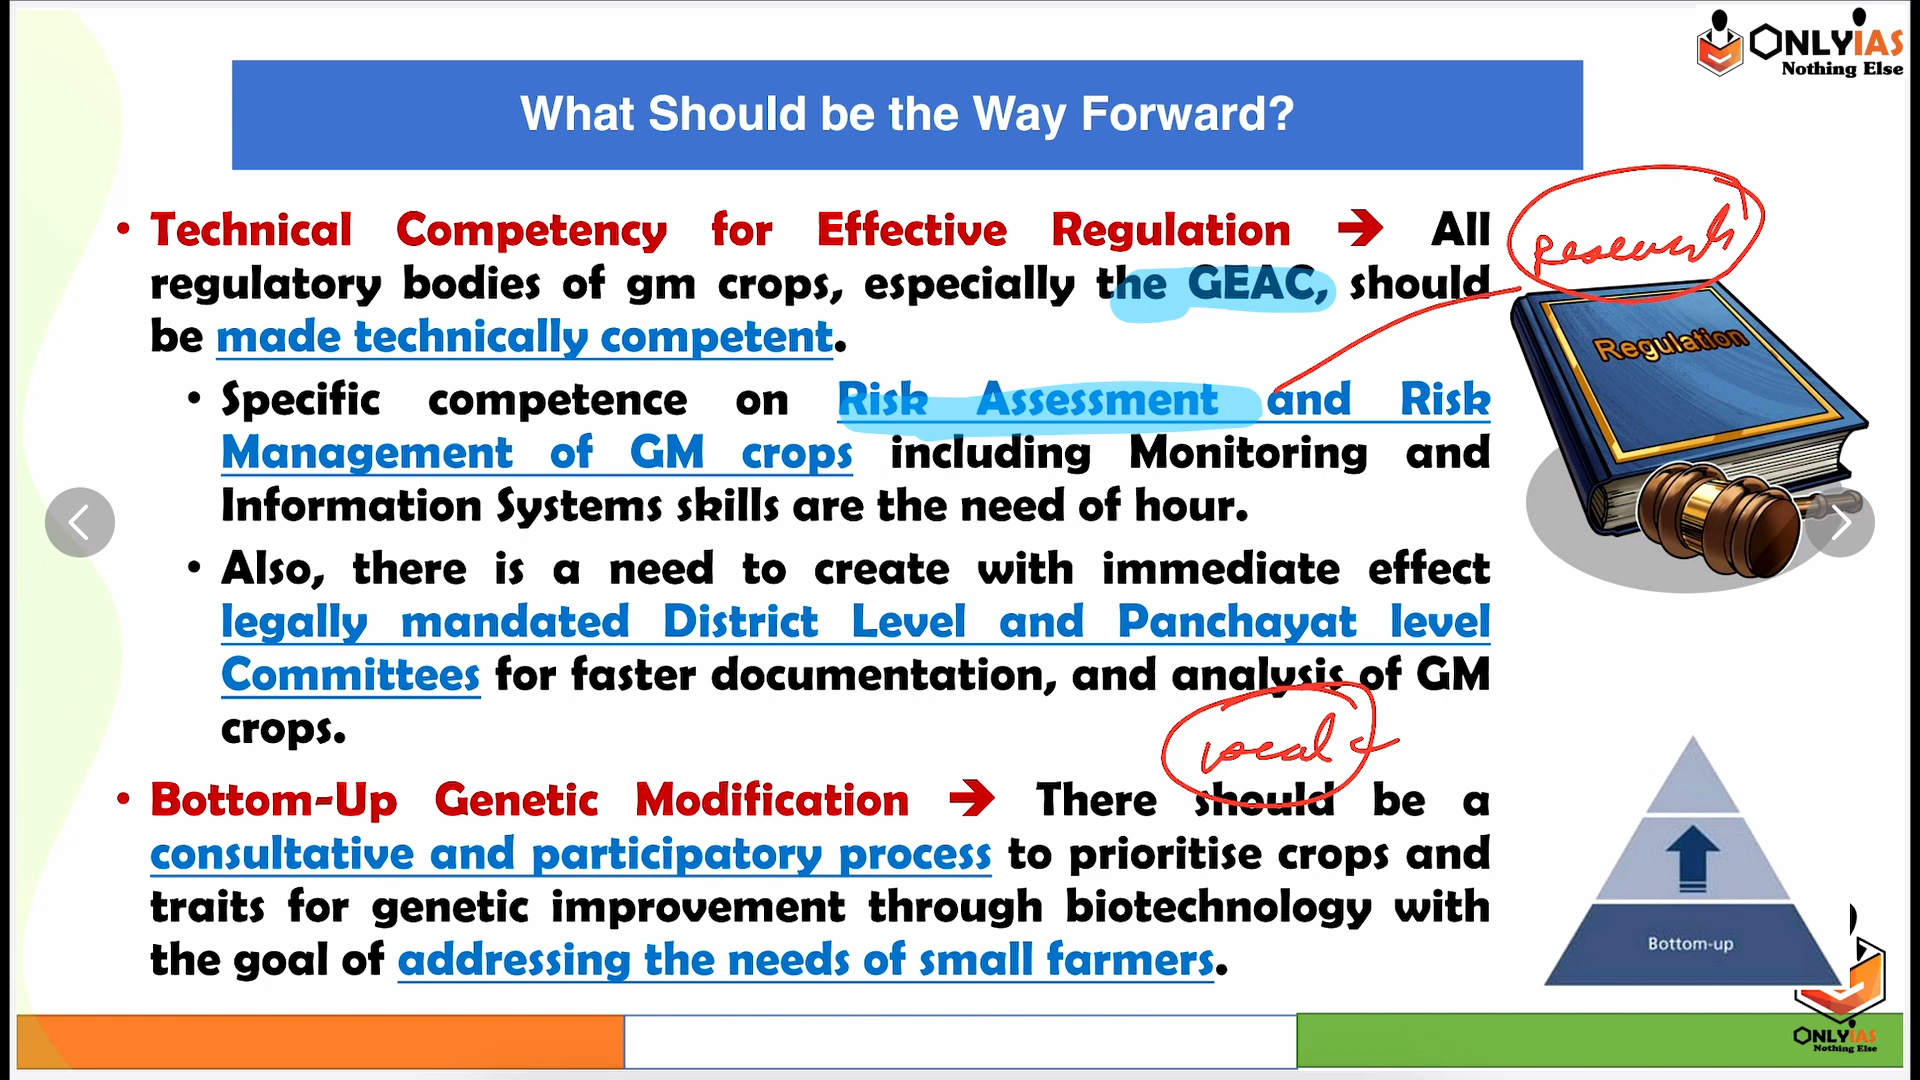 ONLYIAS
Nothing Else
What Should be the Way Forward?
• Technical Competency for Effective Regulation ➔ All
regulatory bodies of gm crops, especially the GEAC, should
be made technically competent.
• Specific competence on Risk Assessment and Risk
Management of GM crops including Monitoring and
Information Systems skills are the need of hour.
• Also, there is a need to create with immediate effect
legally mandated District Level and Panchayat level
Committees for faster documentation, and analysis of GM
crops.
• Bottom-Up Genetic Modification ➔ There should be a
consultative and participatory process to prioritise crops and
traits for genetic improvement through biotechnology with
the goal of addressing the needs of small farmers.
Regulation
Bottom-up
ONLYIAS
Nothing Else